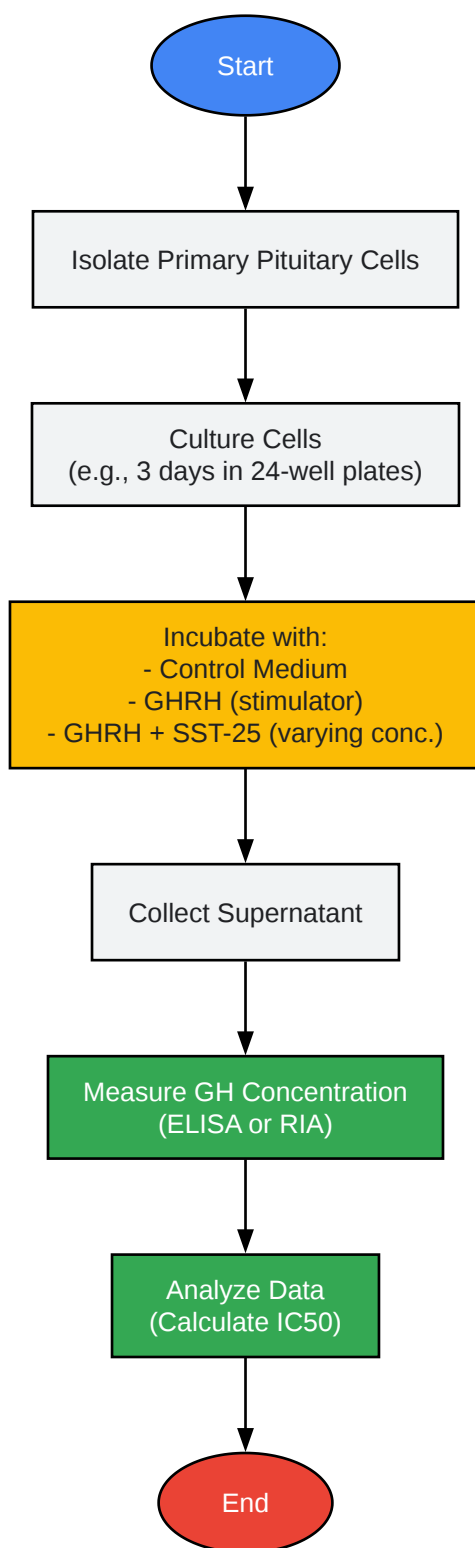 Start
Isolate Primary Pituitary Cells
Culture Cells
(e.g., 3 days in 24-well plates)
Incubate with:
- Control Medium
- GHRH (stimulator)
- GHRH + SST-25 (varying conc.)
Collect Supernatant
Measure GH Concentration
(ELISA or RIA)
Analyze Data
(Calculate IC50)
End